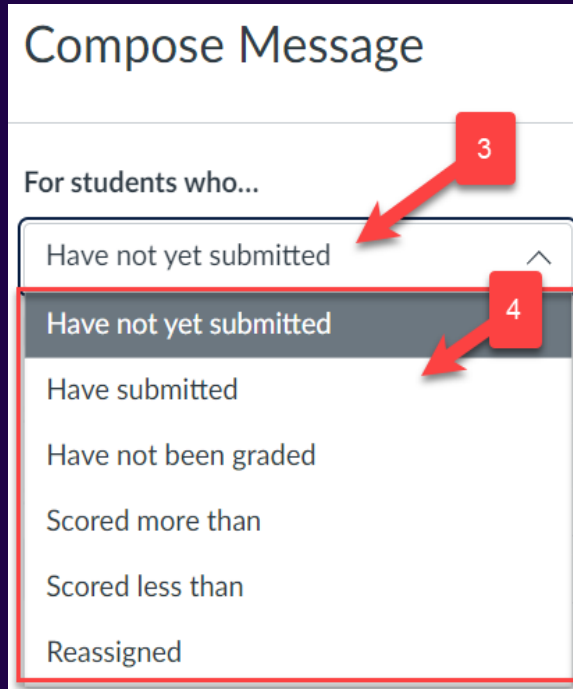 Compose Message
3
For students who...
Have not yet submitted
4
Have not yet submitted
Have submitted
Have not been graded
Scored more than
Scored less than
Reassigned